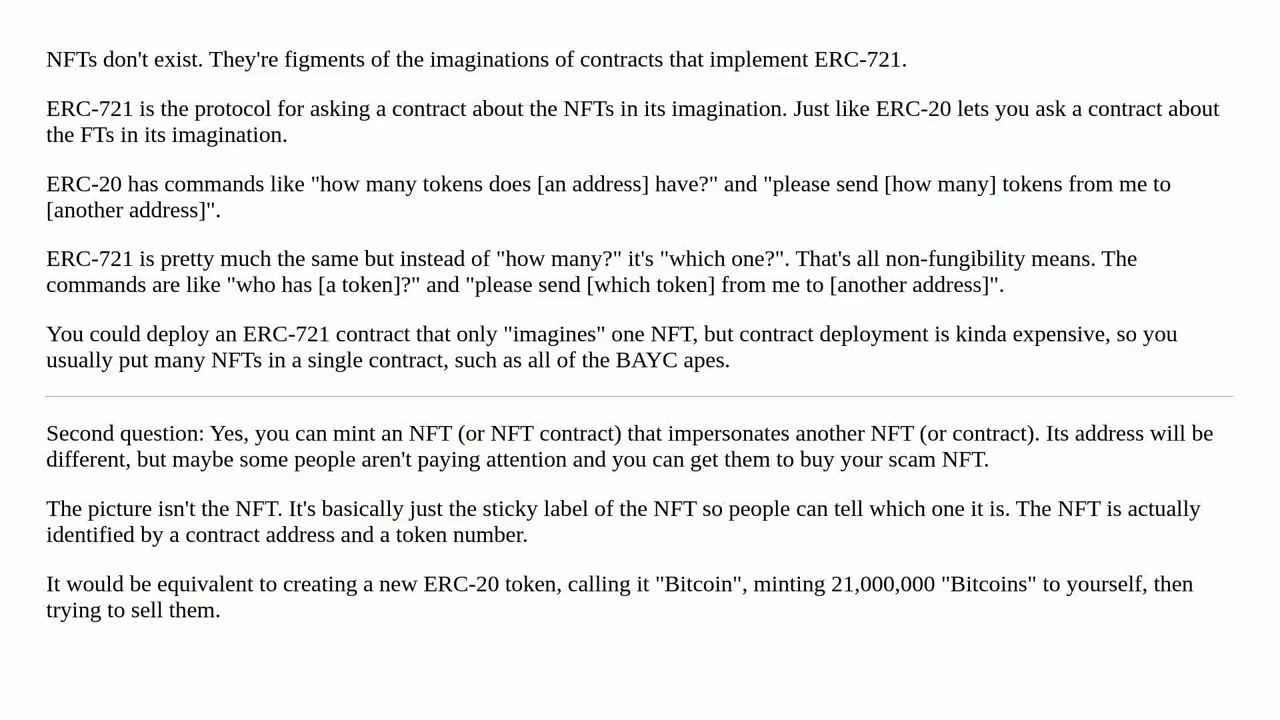 NFTs don't exist. They're figments of the imaginations of contracts that implement ERC-721.
ERC-721 is the protocol for asking a contract about the NFTs in its imagination. Just like ERC-20 lets you ask a contract about
the FTs in its imagination.
ERC-20 has commands like "how many tokens does [an address] have?" and "please send [how many] tokens from me to
[another address]".
ERC-721 is pretty much the same but instead of "how many?" it's "which one?". That's all non-fungibility means. The
commands are like "who has [a token]?" and "please send [which token] from me to [another address]".
You could deploy an ERC-721 contract that only "imagines" one NFT, but contract deployment is kinda expensive, so you
usually put many NFTs in a single contract, such as all of the BAYC apes.
Second question: Yes, you can mint an NFT (or NFT contract) that impersonates another NFT (or contract). Its address will be
different, but maybe some people aren't paying attention and you can get them to buy your scam NFT.
The picture isn't the NFT. It's basically just the sticky label of the NFT so people can tell which one it is. The NFT is actually
identified by a contract address and a token number.
It would be equivalent to creating a new ERC-20 token, calling it "Bitcoin", minting 21,000,000 "Bitcoins" to yourself, then
trying to sell them.